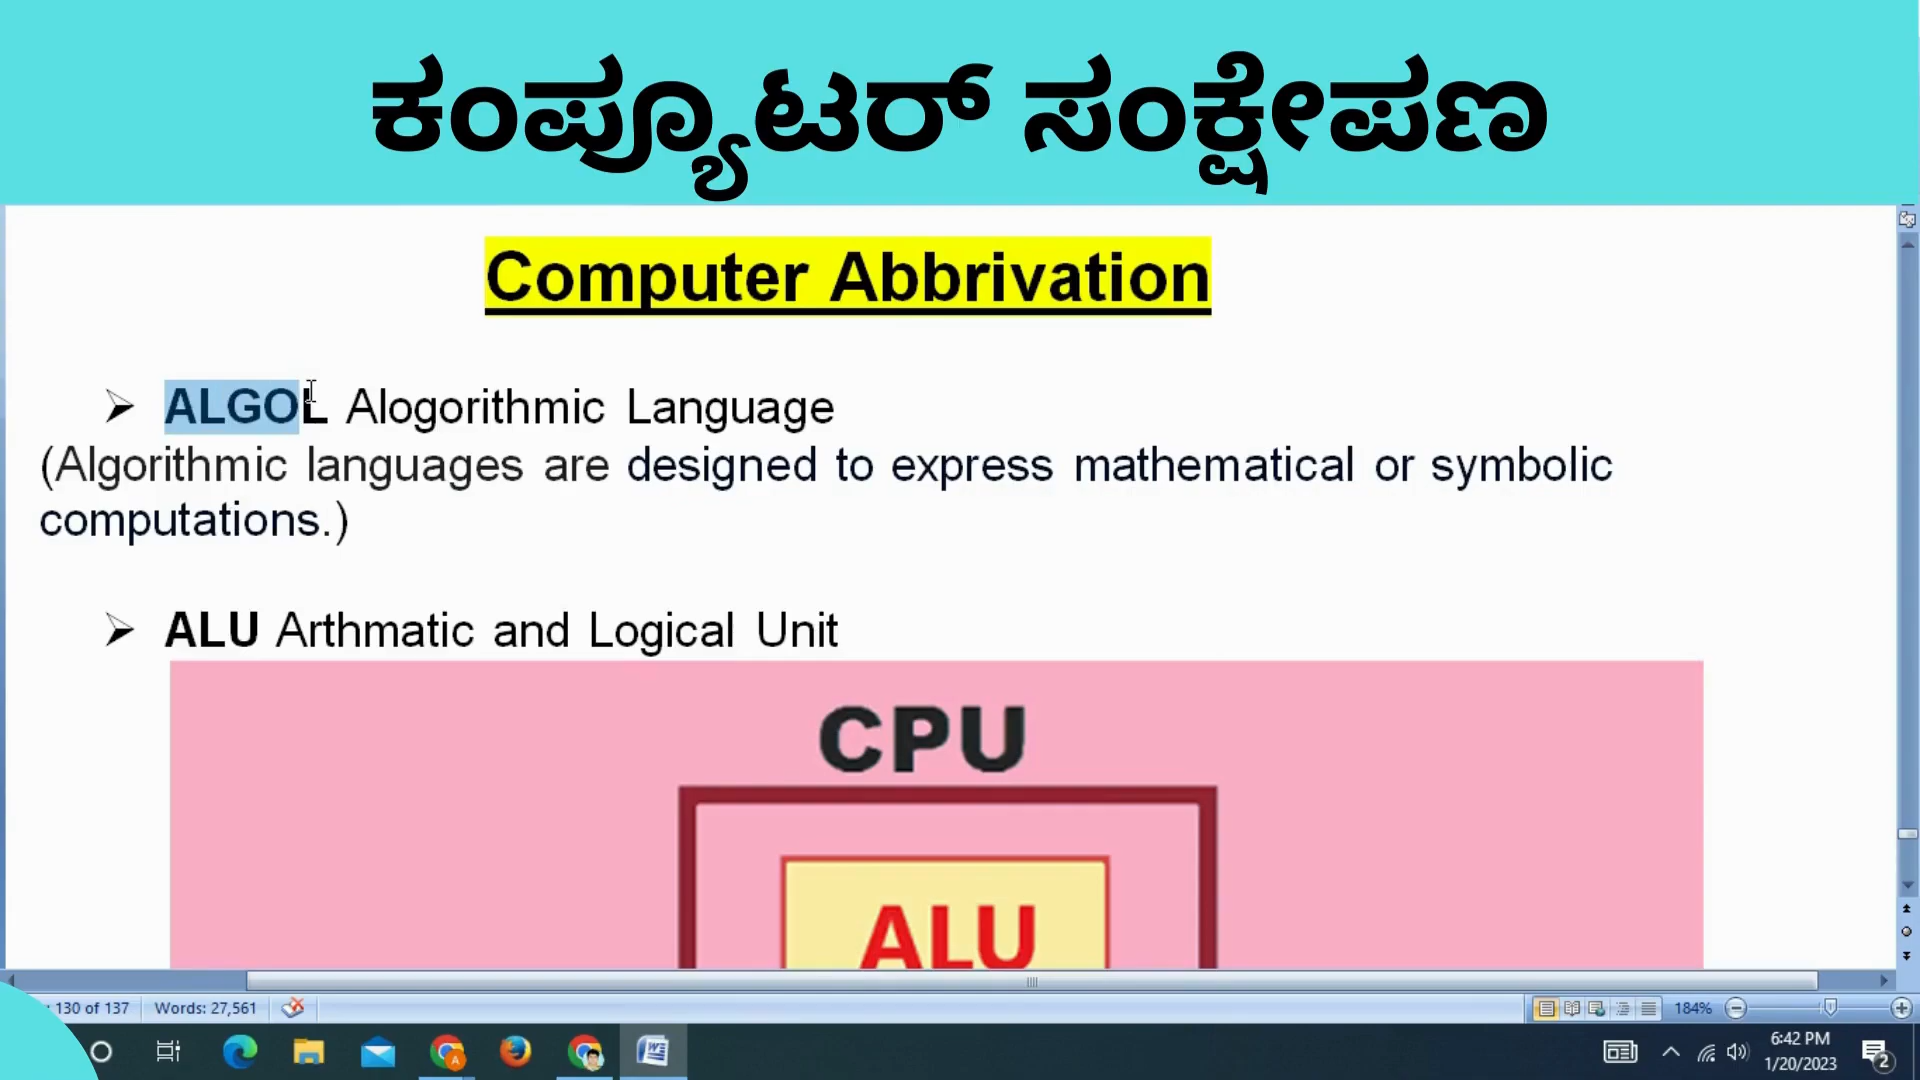 ಕಂಪ್ಯೂಟರ್ ಸಂಕ್ಷೇಪಣ
Computer Abbrivation
➢ ALGOL Alogorithmic Language
(Algorithmic languages are designed to express mathematical or symbolic
computations.)
➢ ALU Arthmatic and Logical Unit
CPU
ALU
130 of 137 Words: 27,561 184%
6:42 PM
1/20/2023
2